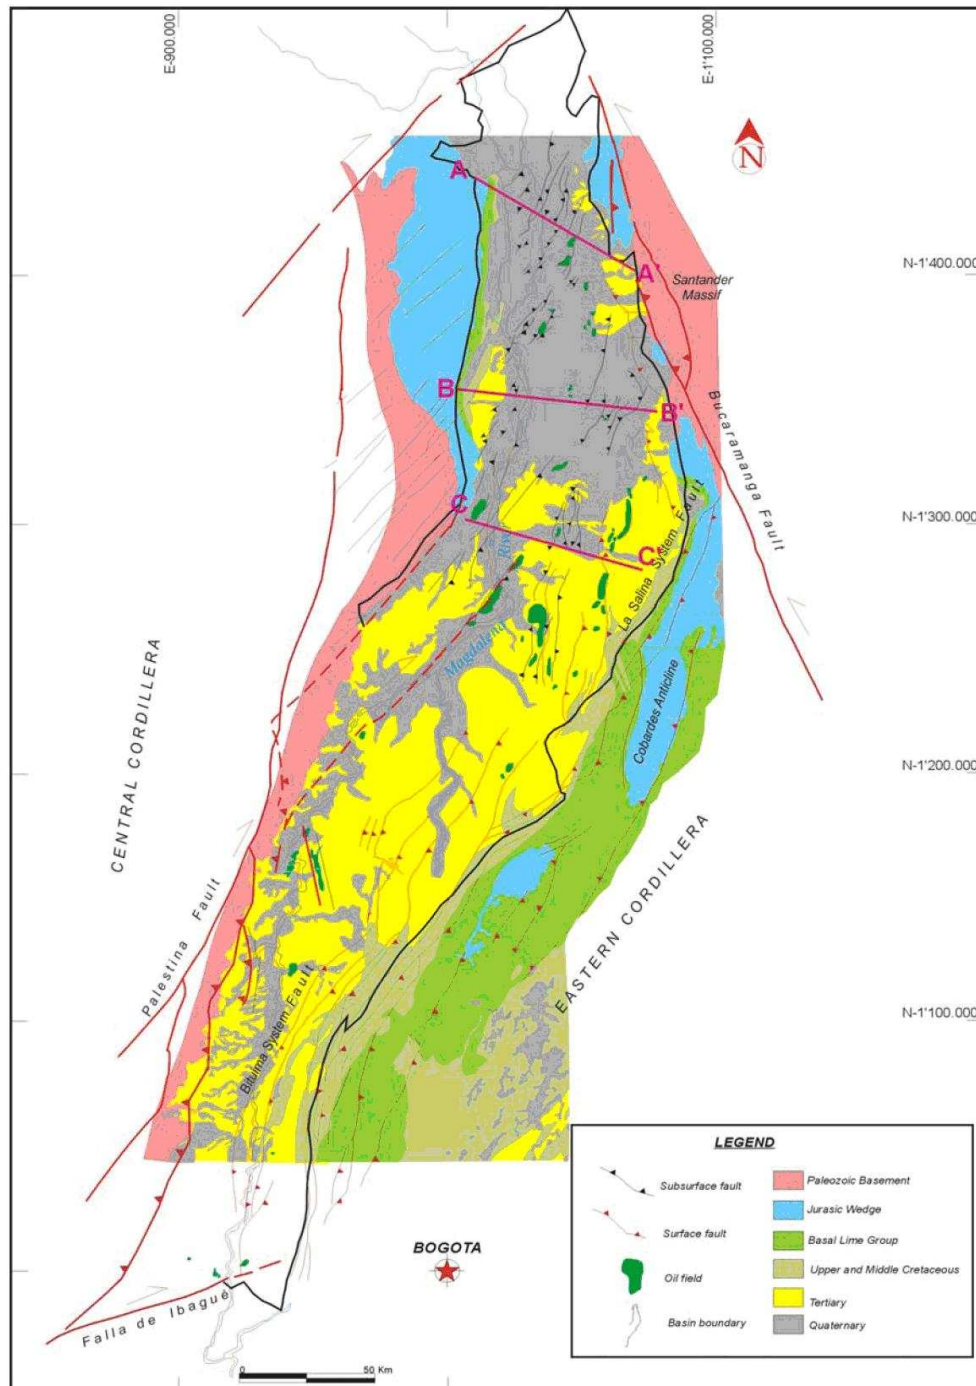 E-900.000
E-1'100.000
N
A
A'
N-1'400.000
Santander
Massif
B
B'
Bucaramanga Fault
C
C'
N-1'300.000
La Salina System Fault
Magdalena River
Cobardes Anticline
CENTRAL CORDILLERA
N-1'200.000
EASTERN CORDILLERA
Palestina Fault
Bituima System Fault
N-1'100.000
BOGOTA
Falla de Ibagué
0
50 Km
LEGEND
Subsurface fault
Surface fault
Oil field
Basin boundary
Paleozoic Basement
Jurasic Wedge
Basal Lime Group
Upper and Middle Cretaceous
Tertiary
Quaternary